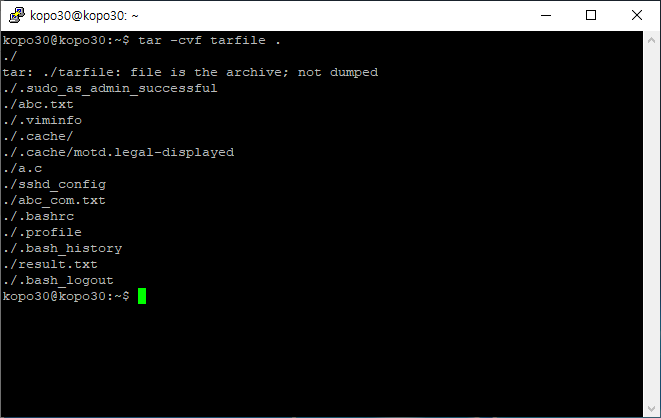 kopo30@kopo30: ~
kopo30@kopo30:~$ tar -cvf tarfile .
./
tar: ./tarfile: file is the archive; not dumped
./.sudo_as_admin_successful
./abc.txt
./.viminfo
./.cache/
./.cache/motd.legal-displayed
./a.c
./sshd_config
./abc_com.txt
./.bashrc
./.profile
./.bash_history
./result.txt
./.bash_logout
kopo30@kopo30:~$